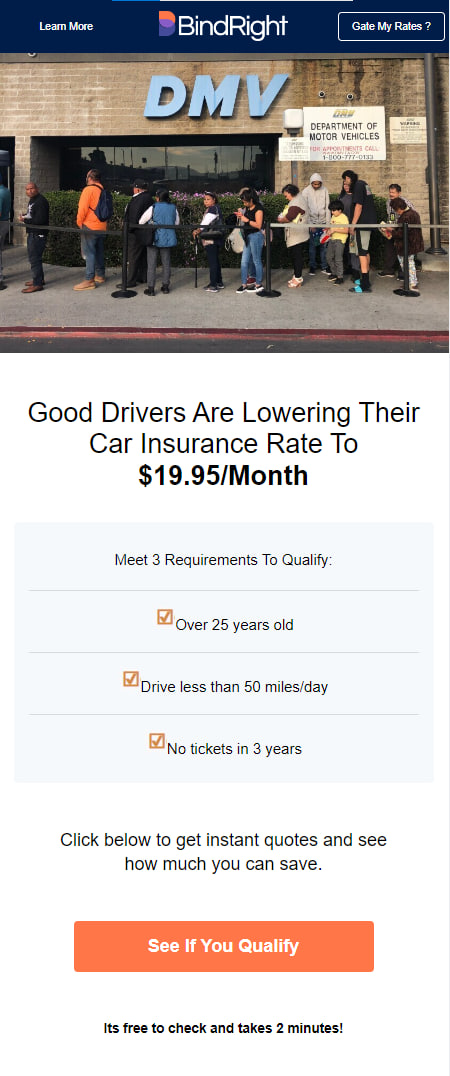 Learn More
BindRight
Gate My Rates ?
DMV
DMV
DEPARTMENT OF
MOTOR VEHICLES
FOR APPOINTMENTS CALL:
1-800-777-0133
WARNING
Good Drivers Are Lowering Their
Car Insurance Rate To
$19.95/Month
Meet 3 Requirements To Qualify:
Over 25 years old
Drive less than 50 miles/day
No tickets in 3 years
Click below to get instant quotes and see
how much you can save.
See If You Qualify
Its free to check and takes 2 minutes!